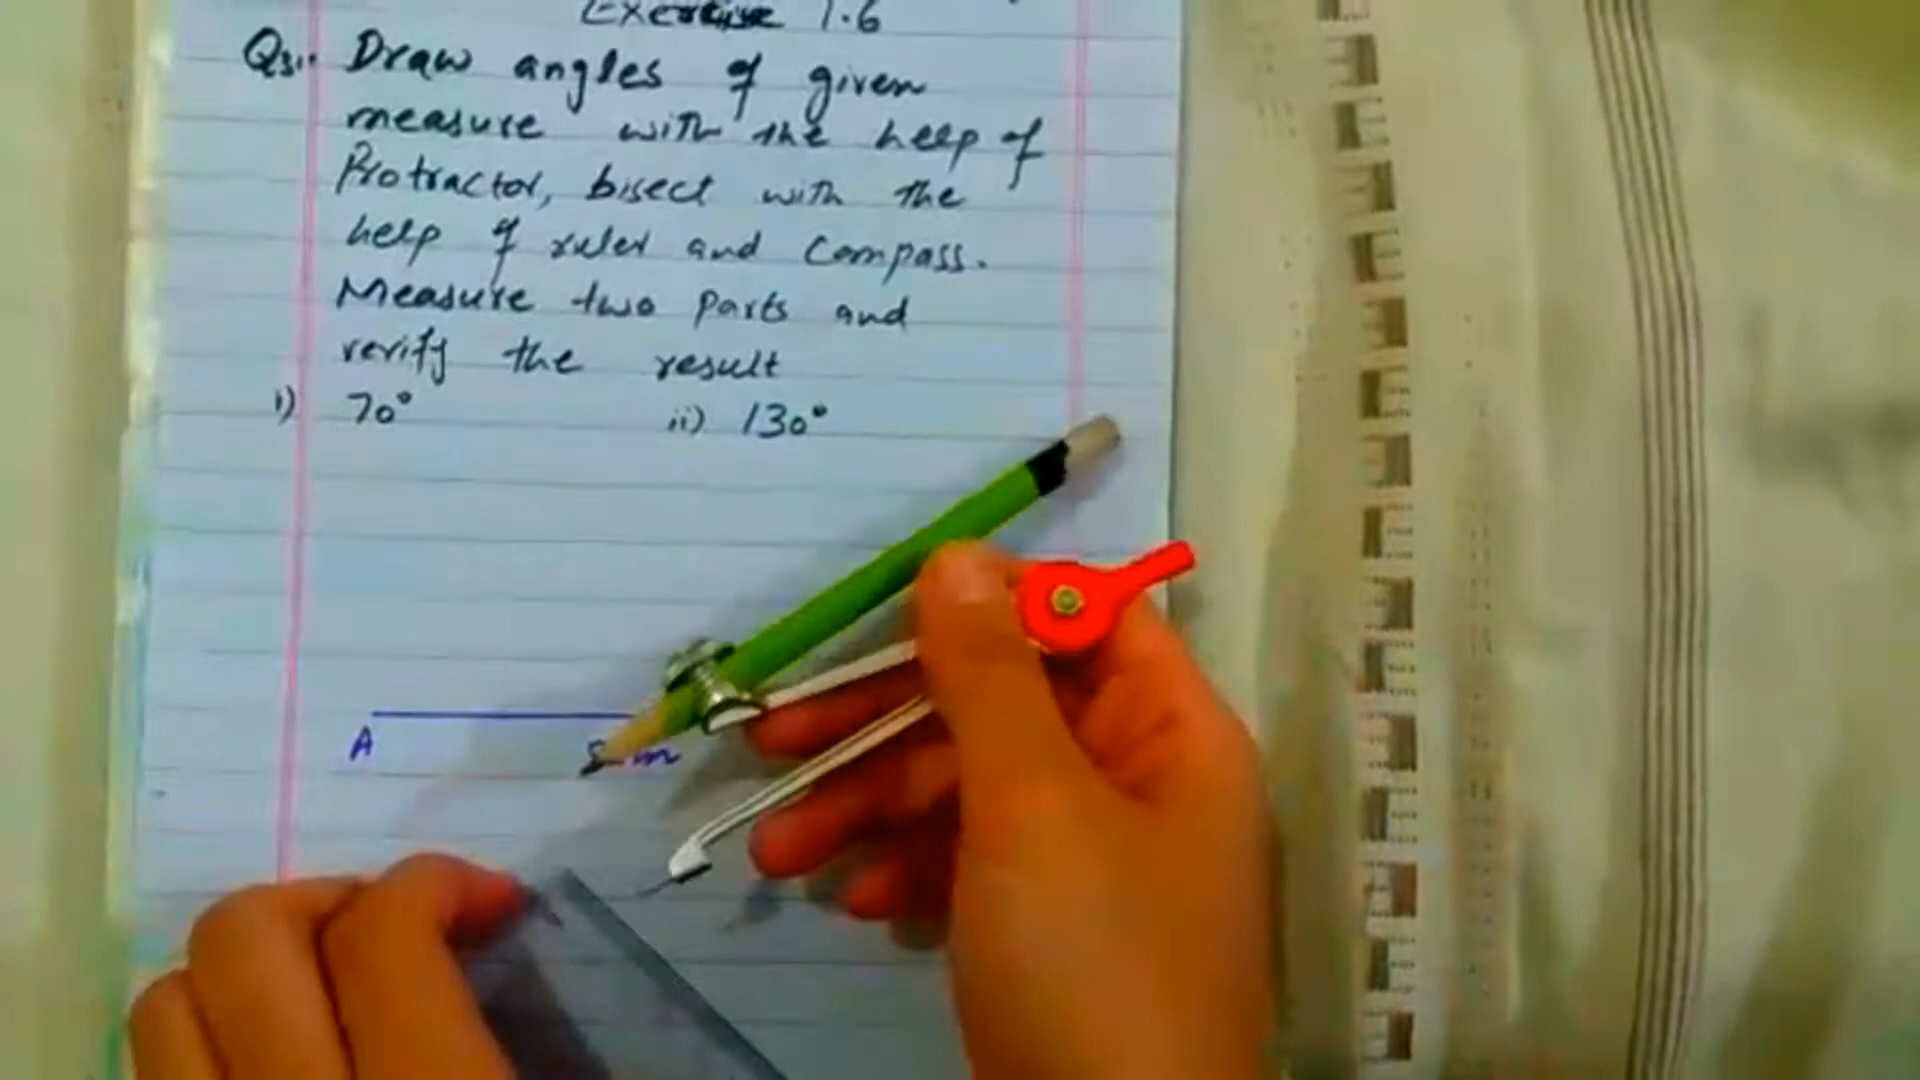 Exercise 1.6
Q3:- Draw angles of given
measure with the help of
Protractor, bisect with the
help of ruler and compass.
Measure two parts and
verify the result
i) 70° ii) 130°
A